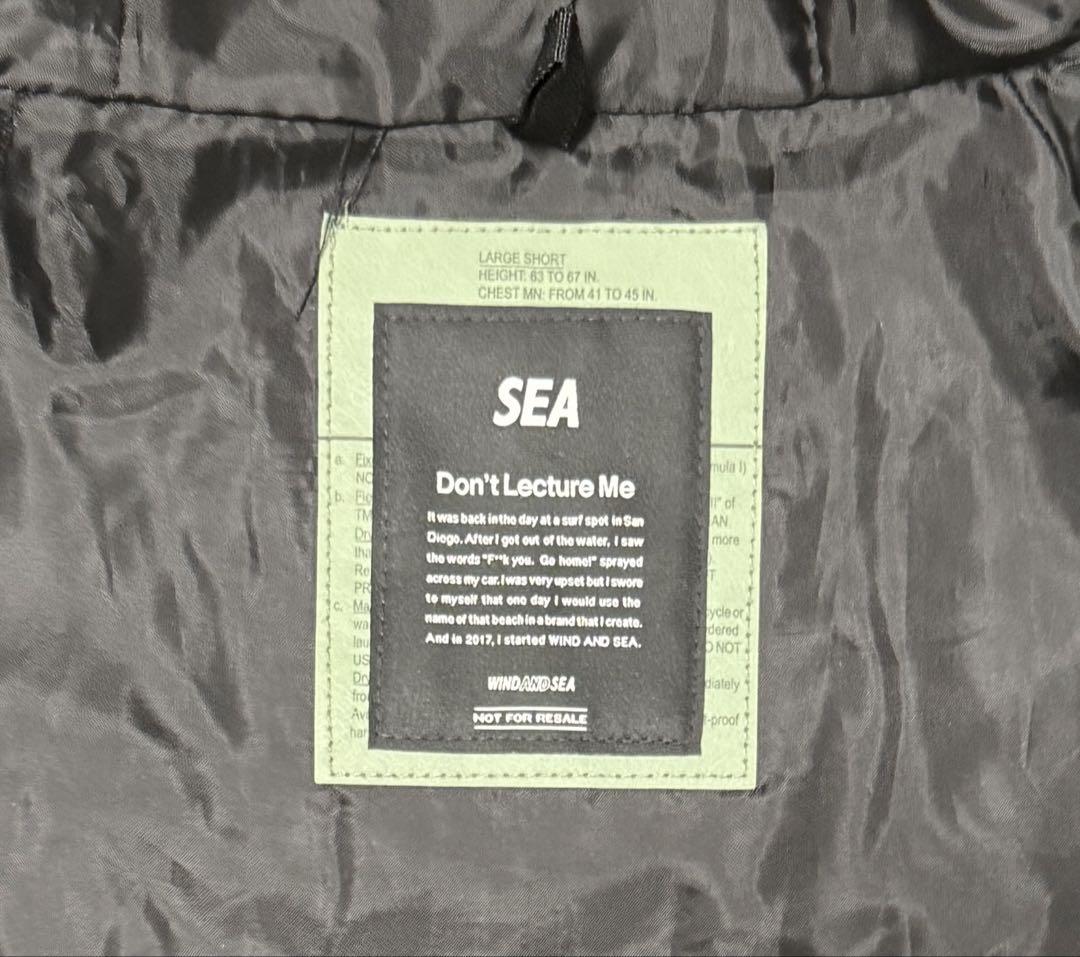 LARGE SHORT
HEIGHT: 63 TO 67 IN.
CHEST MN: FROM 41 TO 45 IN.
SEA
Don't Lecture Me
It was back in the day at a surf spot in San
Diego. After I got out of the water, I saw
the words "F**k you. Go home!" sprayed
across my car. I was very upset but I swore
to myself that one day I would use the
name of that beach in a brand that I create.
And in 2017, I started WIND AND SEA.
WINDANDSEA
NOT FOR RESALE
a.
b.
c.
of
more
NOT